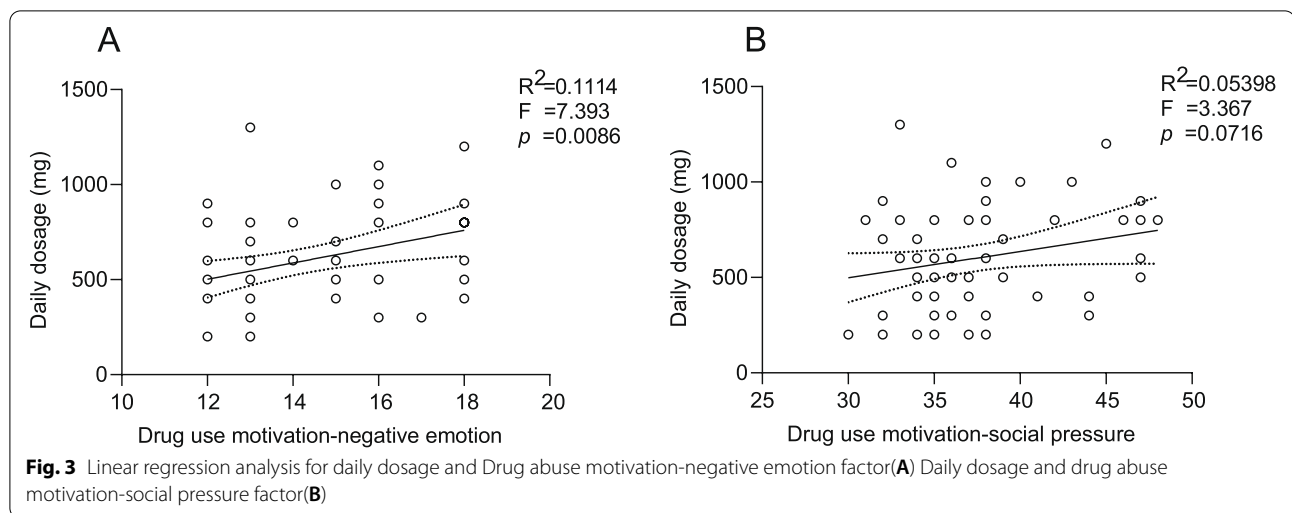 A
R2=0.1114
F =7.393
p =0.0086
1500
1000
500
0
Daily dosage (mg)
10 12 14 16 18 20
Drug use motivation-negative emotion
B
R2=0.05398
F =3.367
p =0.0716
1500
1000
500
0
Daily dosage (mg)
25 30 35 40 45 50
Drug use motivation-social pressure
Fig. 3 Linear regression analysis for daily dosage and Drug abuse motivation-negative emotion factor(A) Daily dosage and drug abuse
motivation-social pressure factor(B)